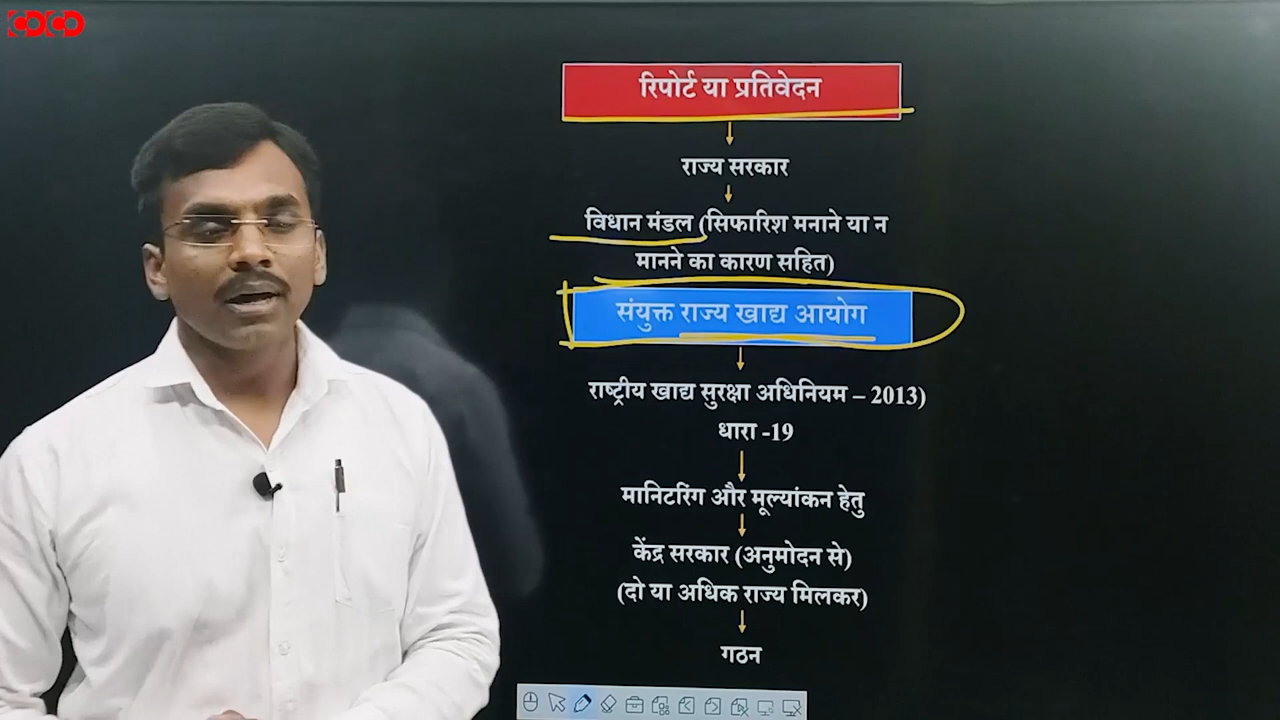 COCO
रिपोर्ट या प्रतिवेदन
राज्य सरकार
विधान मंडल (सिफारिश मनाने या न
मानने का कारण सहित)
संयुक्त राज्य खाद्य आयोग
राष्ट्रीय खाद्य सुरक्षा अधिनियम – 2013)
धारा -19
मानिटरिंग और मूल्यांकन हेतु
केंद्र सरकार (अनुमोदन से)
(दो या अधिक राज्य मिलकर)
गठन